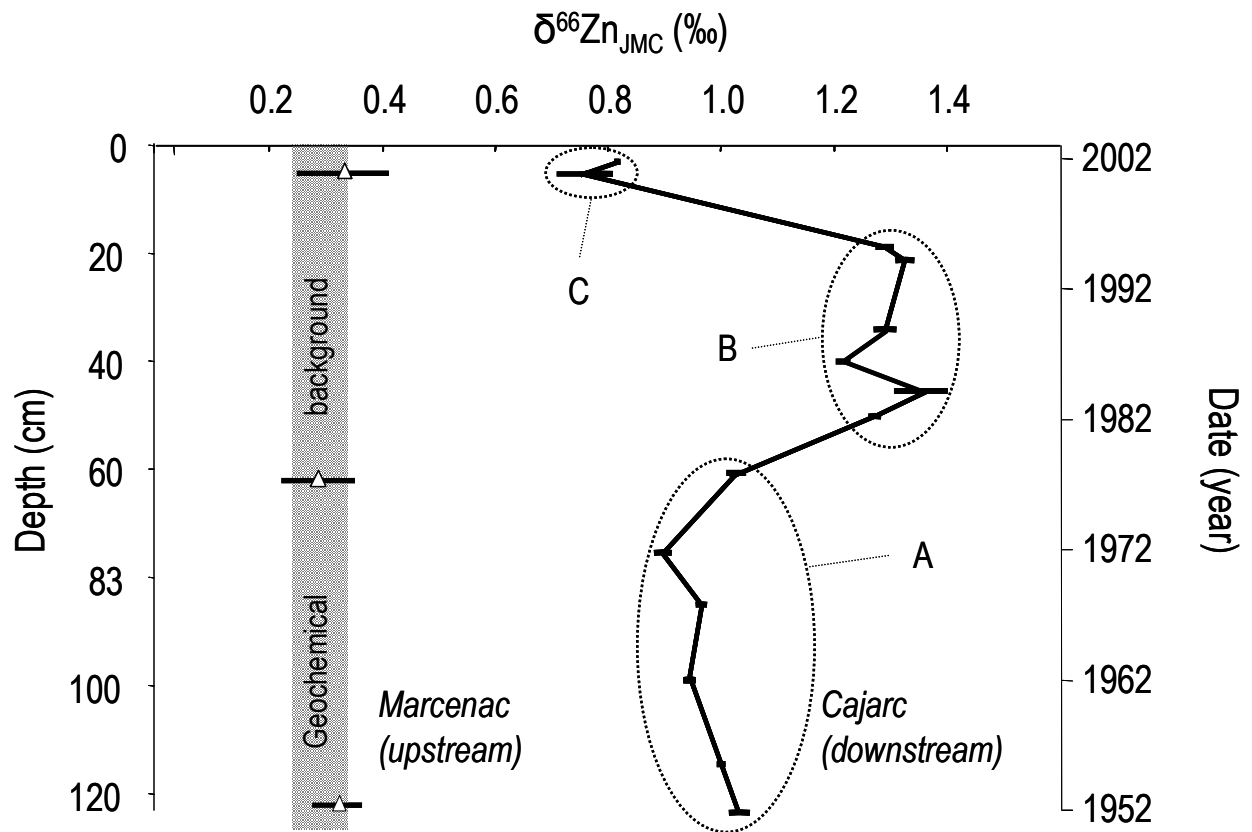 δ⁶⁶Zn_JMC (‰)
0.2 0.4 0.6 0.8 1.0 1.2 1.4
0
20
40
60
83
100
120
Depth (cm)
2002
1992
1982
1972
1962
1952
Date (year)
Geochemical background
C
B
A
Marcenac
(upstream)
Cajarc
(downstream)